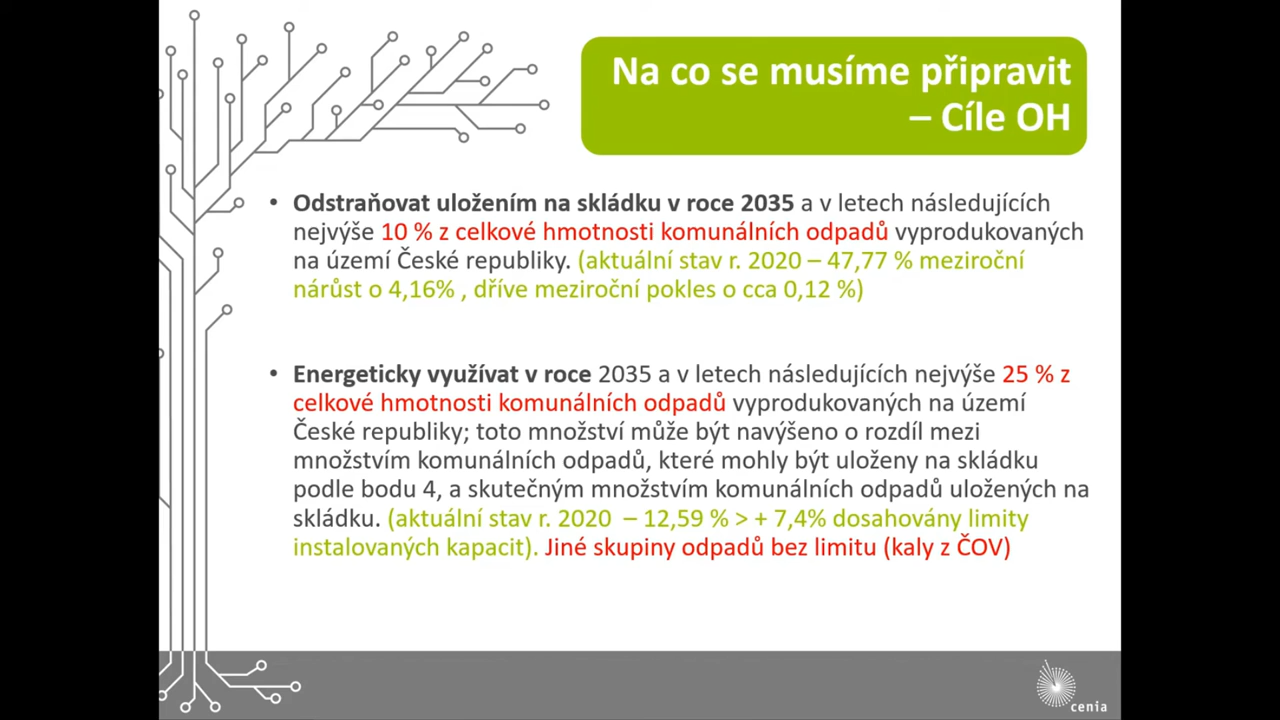 Na co se musíme připravit
– Cíle OH
• Odstraňovat uložením na skládku v roce 2035 a v letech následujících
nejvýše 10 % z celkové hmotnosti komunálních odpadů vyprodukovaných
na území České republiky. (aktuální stav r. 2020 – 47,77 % meziroční
nárůst o 4,16% , dříve meziroční pokles o cca 0,12 %)
• Energeticky využívat v roce 2035 a v letech následujících nejvýše 25 % z
celkové hmotnosti komunálních odpadů vyprodukovaných na území
České republiky; toto množství může být navýšeno o rozdíl mezi
množstvím komunálních odpadů, které mohly být uloženy na skládku
podle bodu 4, a skutečným množstvím komunálních odpadů uložených na
skládku. (aktuální stav r. 2020 – 12,59 % > + 7,4% dosahovány limity
instalovaných kapacit). Jiné skupiny odpadů bez limitu (kaly z ČOV)
cenia